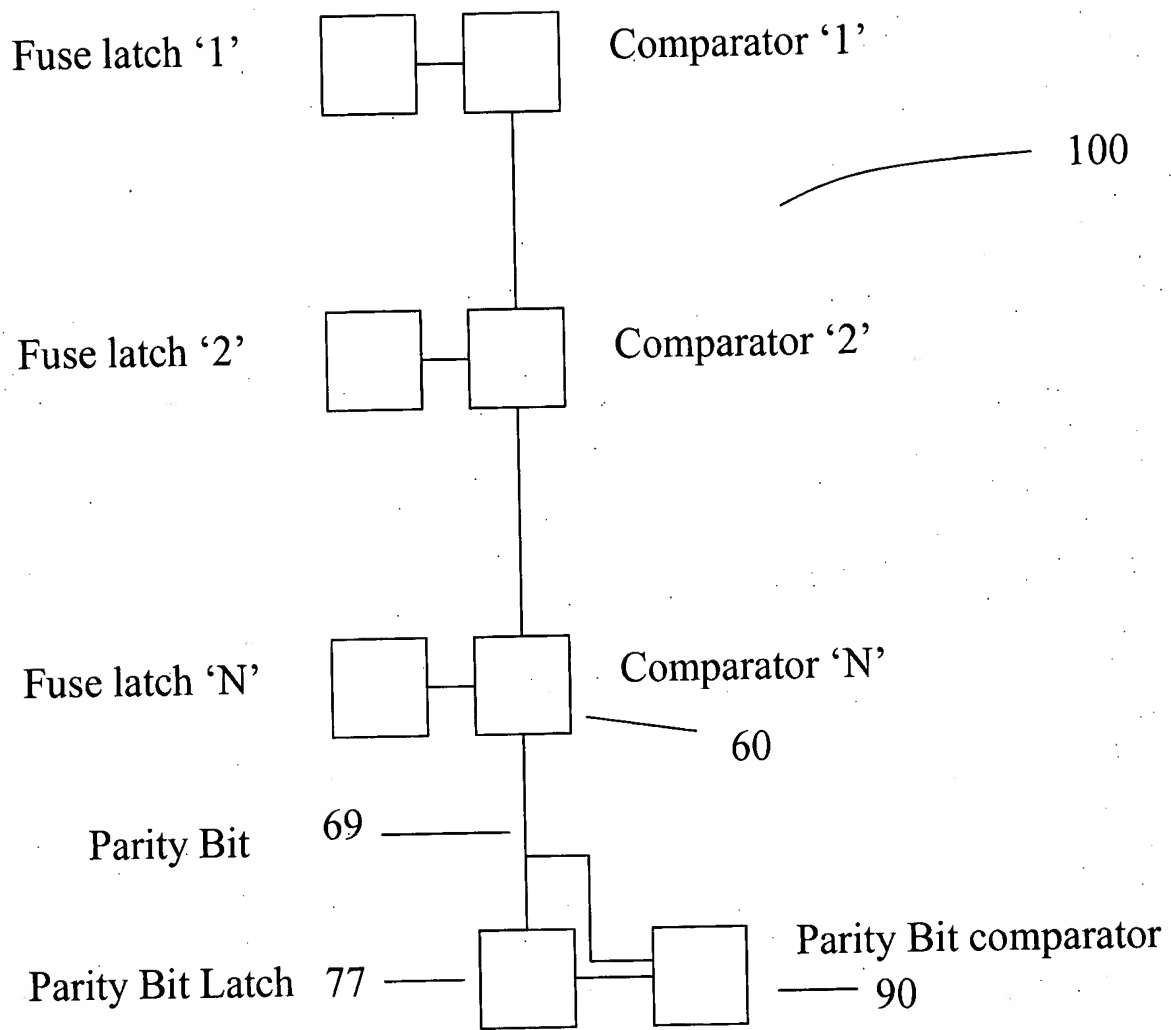 Fuse latch ‘1’
Comparator ‘1’
100
Fuse latch ‘2’
Comparator ‘2’
Fuse latch ‘N’
Comparator ‘N’
60
Parity Bit
69
Parity Bit Latch
77
Parity Bit comparator
90